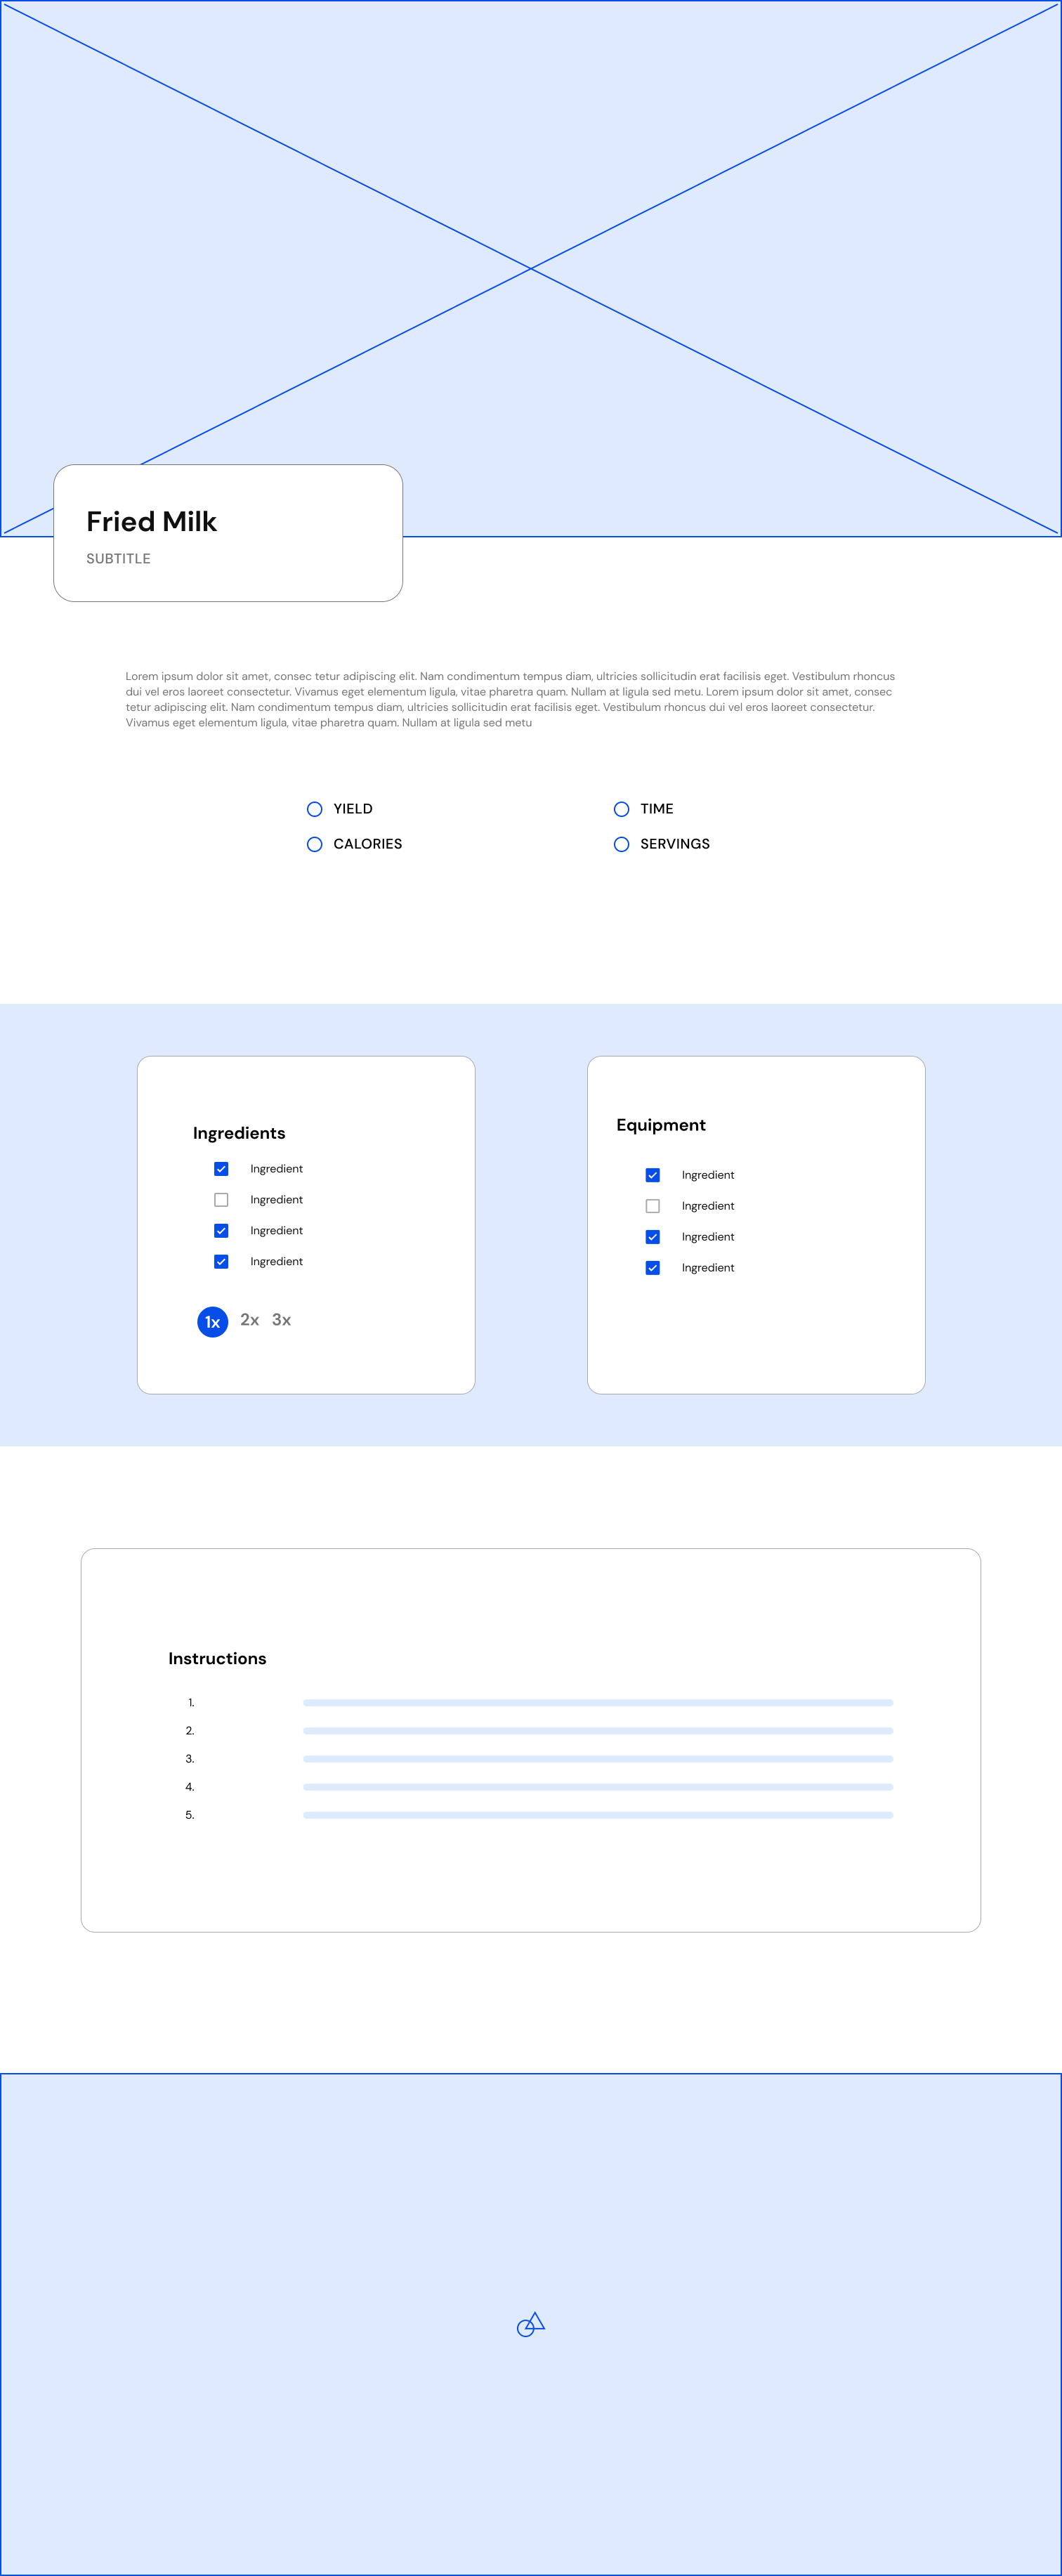 Fried Milk
SUBTITLE
Lorem ipsum dolor sit amet, consec tetur adipiscing elit. Nam condimentum tempus diam, ultricies sollicitudin erat facilisis eget. Vestibulum rhoncus
dui vel eros laoreet consectetur. Vivamus eget elementum ligula, vitae pharetra quam. Nullam at ligula sed metu. Lorem ipsum dolor sit amet, consec
tetur adipiscing elit. Nam condimentum tempus diam, ultricies sollicitudin erat facilisis eget. Vestibulum rhoncus dui vel eros laoreet consectetur.
Vivamus eget elementum ligula, vitae pharetra quam. Nullam at ligula sed metu
YIELD
TIME
CALORIES
SERVINGS
Ingredients
Ingredient
Ingredient
Ingredient
Ingredient
1x 2x 3x
Equipment
Ingredient
Ingredient
Ingredient
Ingredient
Instructions
1.
2.
3.
4.
5.